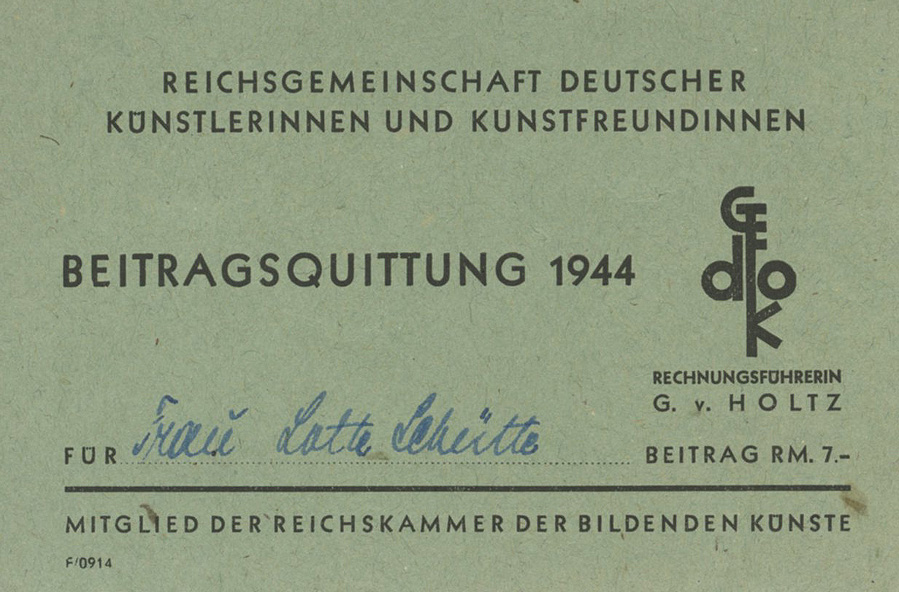 REICHSGEMEINSCHAFT DEUTSCHER
KÜNSTLERINNEN UND KUNSTFREUNDINNEN
BEITRAGSQUITTUNG 1944
GEdoK
RECHNUNGSFÜHRERIN
G. v. HOLTZ
FÜR Frau Lotte Schütte BEITRAG RM. 7.–
MITGLIED DER REICHSKAMMER DER BILDENDEN KÜNSTE
F/0914